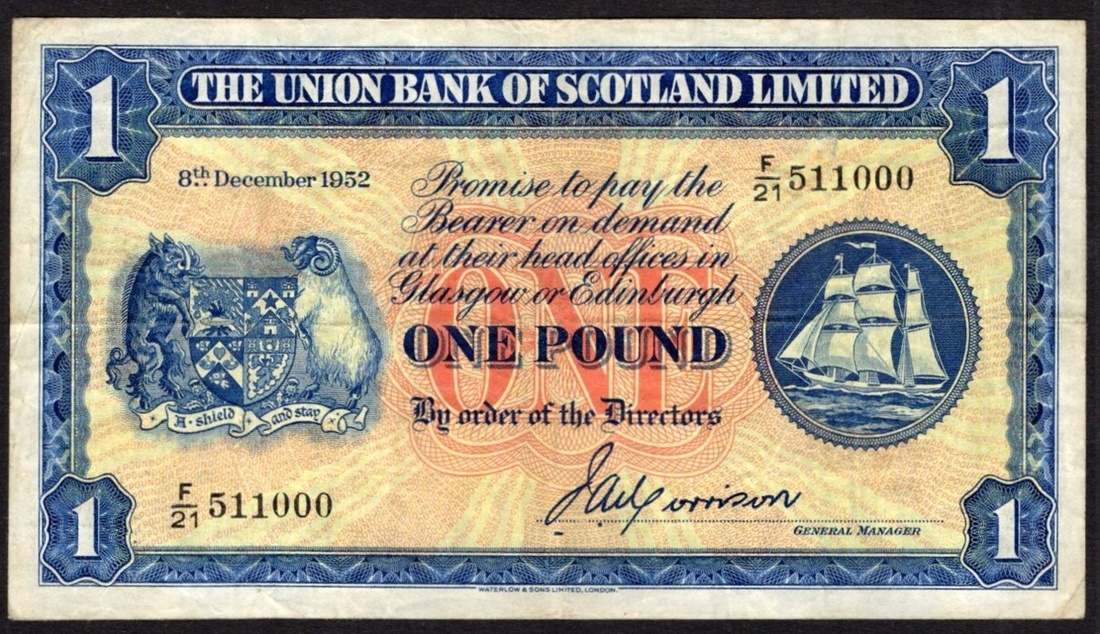 1 THE UNION BANK OF SCOTLAND LIMITED 1
8th December 1952
F/21 511000
Promise to pay the
Bearer on demand
at their head offices in
Glasgow or Edinburgh
ONE
ONE POUND
By order of the Directors
A · shield and stay
F/21 511000
GENERAL MANAGER
1 1
WATERLOW & SONS LIMITED, LONDON.